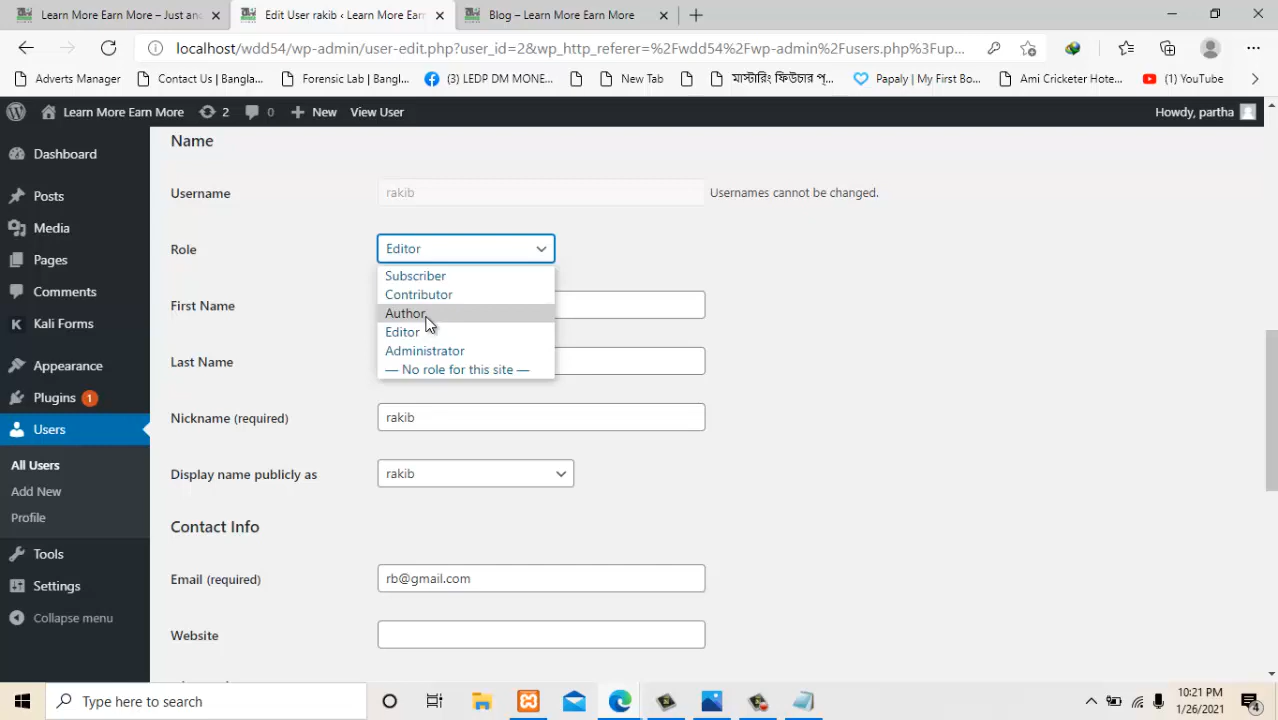 Learn More Earn More – Just an
Edit User rakib ‹ Learn More Earn
Blog – Learn More Earn More
localhost/wdd54/wp-admin/user-edit.php?user_id=2&wp_http_referer=%2Fwdd54%2Fwp-admin%2Fusers.php%3Fup...
Adverts Manager
Contact Us | Bangla...
Forensic Lab | Bangl...
(3) LEDP DM MONE...
New Tab
মাস্টারিং ফিউচার প্...
Papaly | My First Bo...
Ami Cricketer Hote...
(1) YouTube
Learn More Earn More
2
0
New
View User
Howdy, partha
Dashboard
Posts
Media
Pages
Comments
Kali Forms
Appearance
Plugins 1
Users
All Users
Add New
Profile
Tools
Settings
Collapse menu
Name
Username
rakib
Usernames cannot be changed.
Role
Editor
Subscriber
Contributor
Author
Editor
Administrator
— No role for this site —
First Name
Last Name
Nickname (required)
rakib
Display name publicly as
rakib
Contact Info
Email (required)
rb@gmail.com
Website
Type here to search
10:21 PM
1/26/2021
4